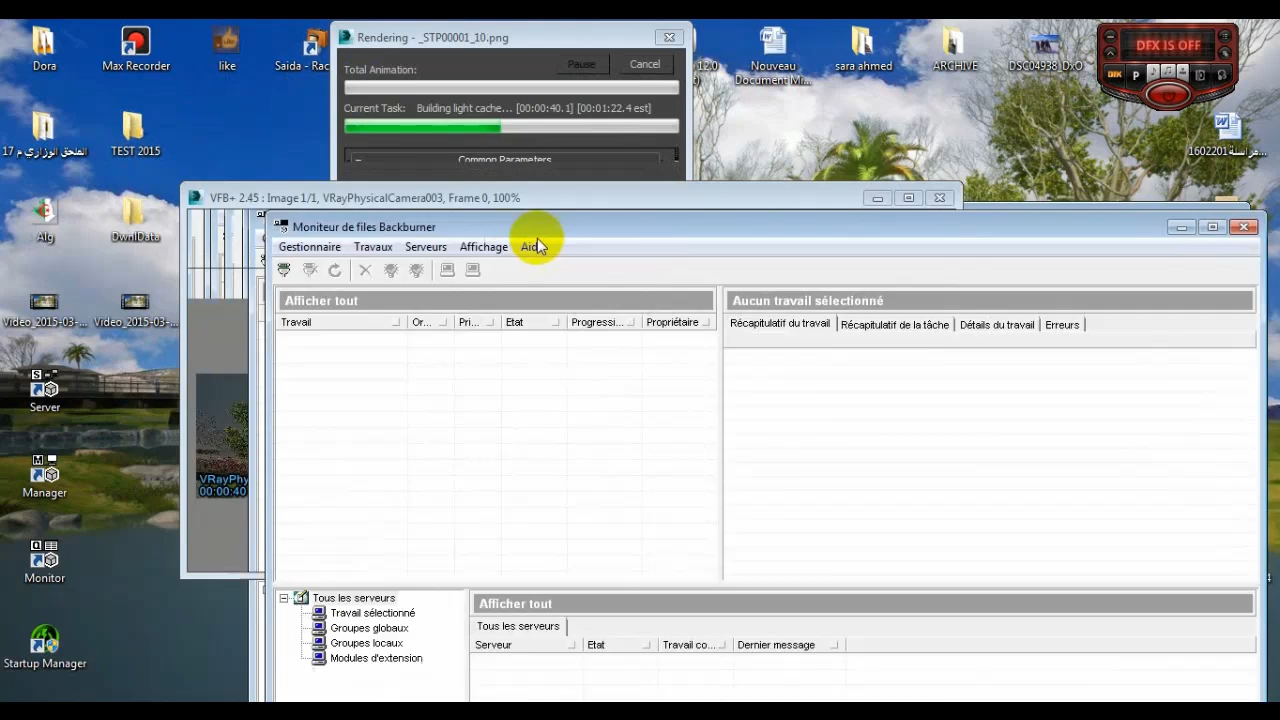 Dora
Max Recorder
like
Saida - Rac
Rendering - _STP00001_10.png
Total Animation:
Pause
Cancel
Current Task: Building light cache... [00:00:40.1] [00:01:22.4 est]
Common Parameters
12.0
Nouveau
sara ahmed
ARCHIVE
DSC04938_DxO
DFX IS OFF
P
الملحق الوزاري م 17
TEST 2015
مراسلة1602201...
Alg
DwnlData
Video_2015-03-...
Video_2015-03-...
Server
Manager
Monitor
Startup Manager
VFB+ 2.45 : Image 1/1, VRayPhysicalCamera003, Frame 0, 100%
VRayPhy
00:00:40
Moniteur de files Backburner
Gestionnaire Travaux Serveurs Affichage
Afficher tout
Travail Or... Pri... Etat Progressi... Propriétaire
Aucun travail sélectionné
Récapitulatif du travail Récapitulatif de la tâche Détails du travail Erreurs
Tous les serveurs
Travail sélectionné
Groupes globaux
Groupes locaux
Modules d'extension
Afficher tout
Tous les serveurs
Serveur Etat Travail co... Dernier message